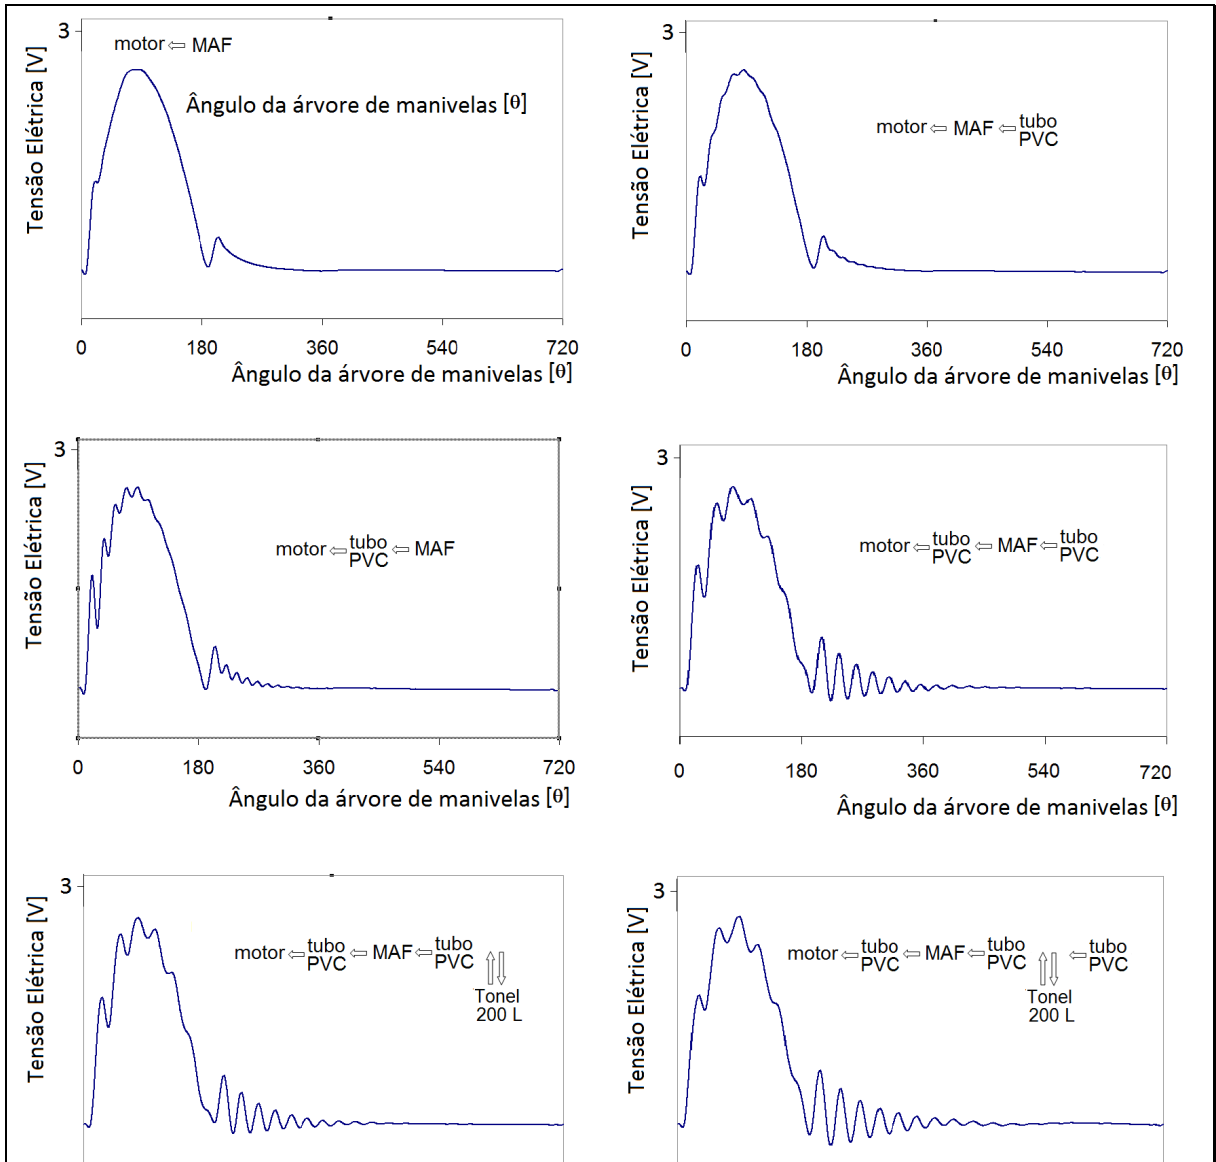 3
Tensão Elétrica [V]
motor ⇐ MAF
Ângulo da árvore de manivelas [θ]
0 180 360 540 720
Ângulo da árvore de manivelas [θ]
3
Tensão Elétrica [V]
motor ⇐ MAF ⇐ tubo
PVC
0 180 360 540 720
Ângulo da árvore de manivelas [θ]
3
Tensão Elétrica [V]
motor ⇐ tubo ⇐ MAF
PVC
0 180 360 540 720
Ângulo da árvore de manivelas [θ]
3
Tensão Elétrica [V]
motor ⇐ tubo ⇐ MAF ⇐ tubo
PVC PVC
0 180 360 540 720
Ângulo da árvore de manivelas [θ]
3
Tensão Elétrica [V]
motor ⇐ tubo ⇐ MAF ⇐ tubo
PVC PVC
⇑⇓
Tonel
200 L
3
Tensão Elétrica [V]
motor ⇐ tubo ⇐ MAF ⇐ tubo ⇐ tubo
PVC PVC PVC
⇑⇓
Tonel
200 L